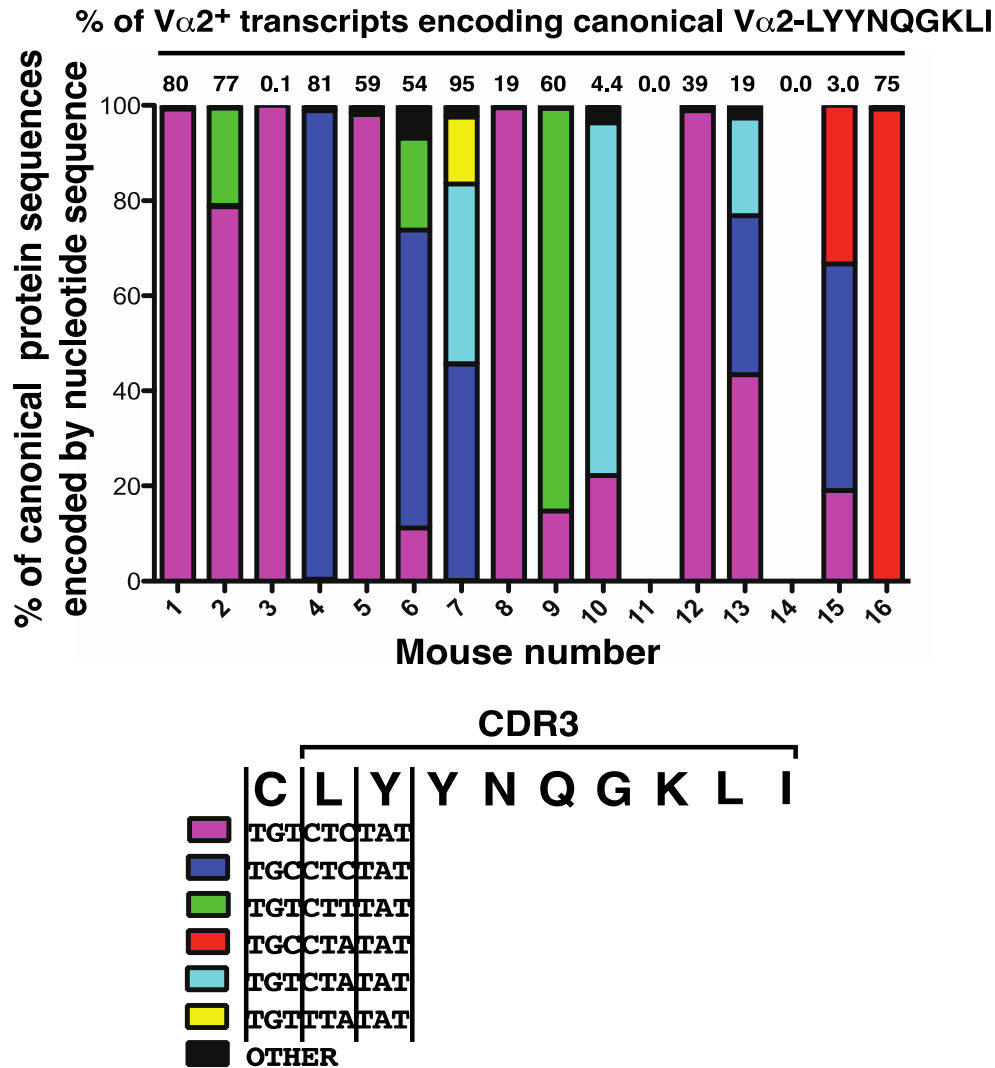 % of Vα2⁺ transcripts encoding canonical Vα2-LYYNQGKLI
80 77 0.1 81 59 54 95 19 60 4.4 0.0 39 19 0.0 3.0 75
% of canonical protein sequences
encoded by nucleotide sequence
100
80
60
40
20
0
1 2 3 4 5 6 7 8 9 10 11 12 13 14 15 16
Mouse number
CDR3
C L Y Y N Q G K L I
TGT CTC TAT
TGC CTC TAT
TGT CTT TAT
TGC CTA TAT
TGT CTA TAT
TGT TTA TAT
OTHER